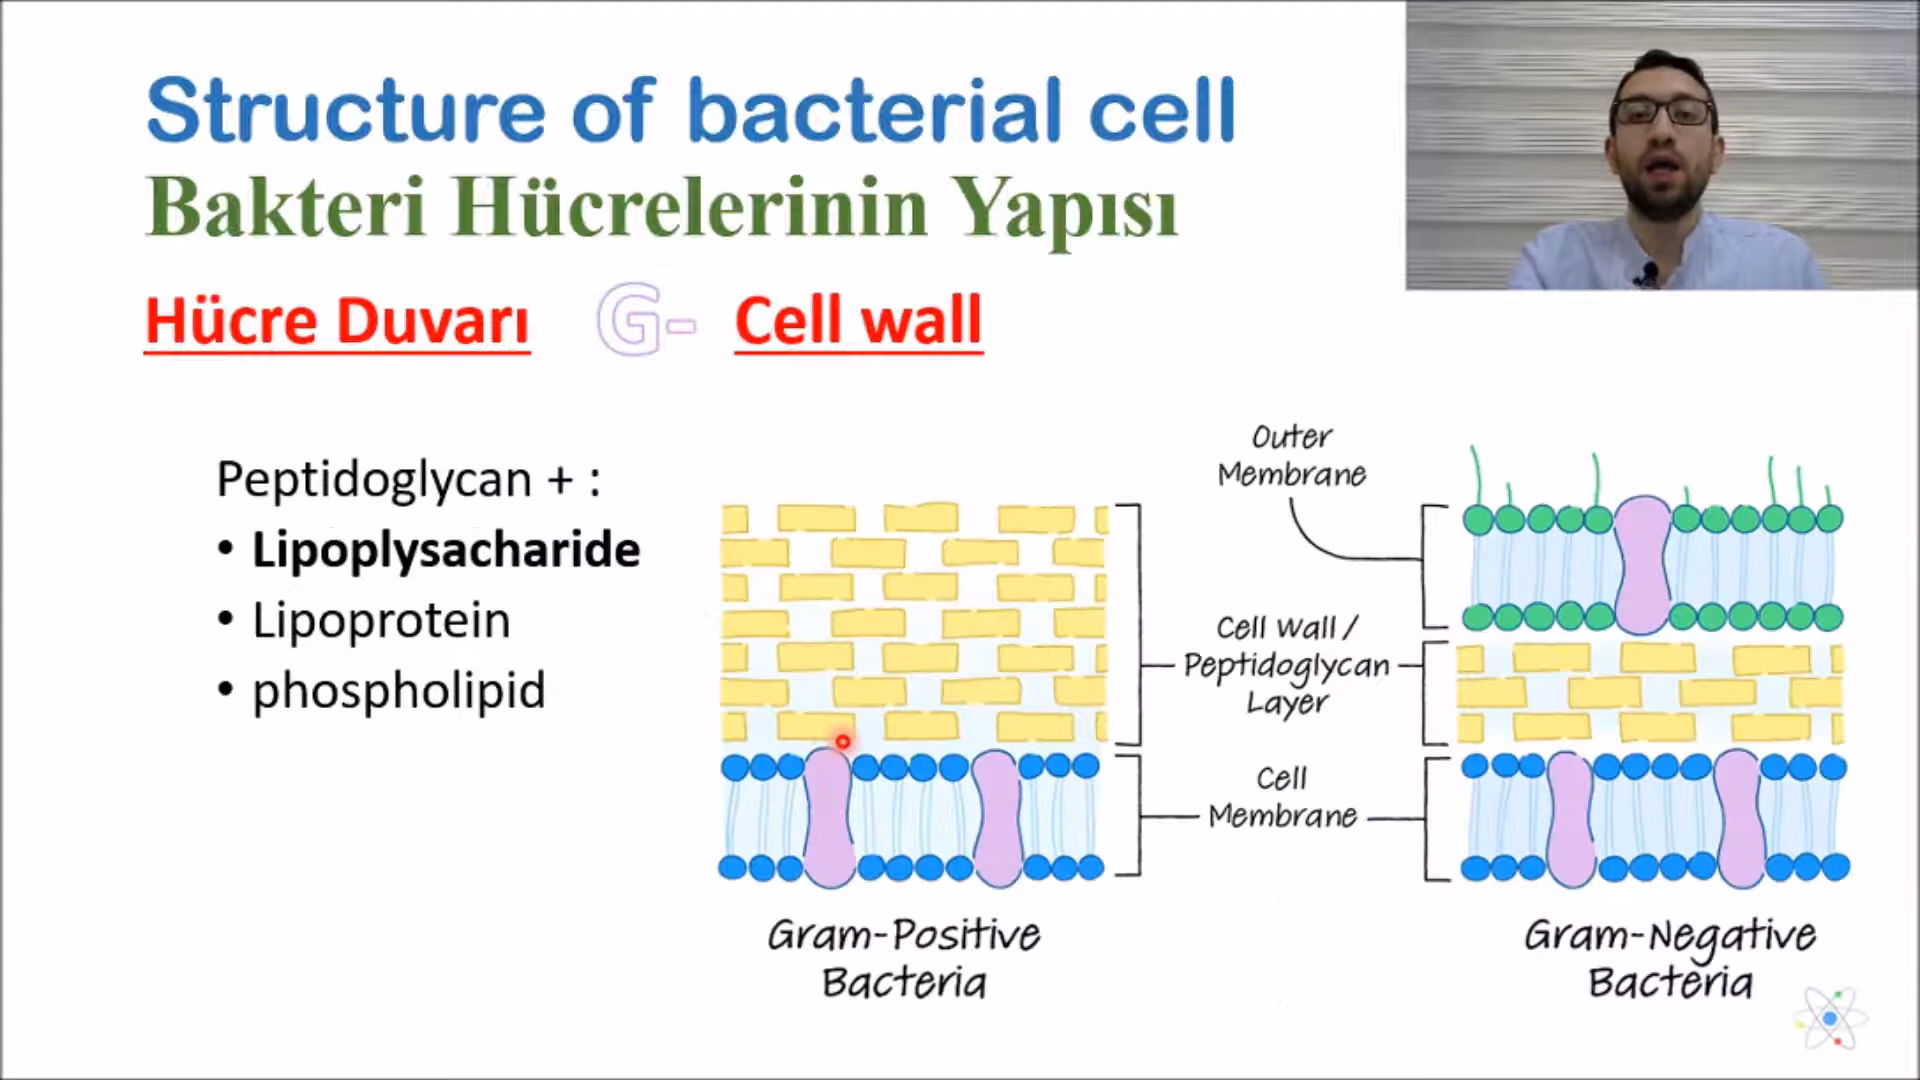 Structure of bacterial cell
Bakteri Hücrelerinin Yapısı
Hücre Duvarı G- Cell wall
Peptidoglycan + :
• Lipoplysacharide
• Lipoprotein
• phospholipid
Outer
Membrane
Cell Wall /
Peptidoglycan
Layer
Cell
Membrane
Gram-Positive
Bacteria
Gram-Negative
Bacteria